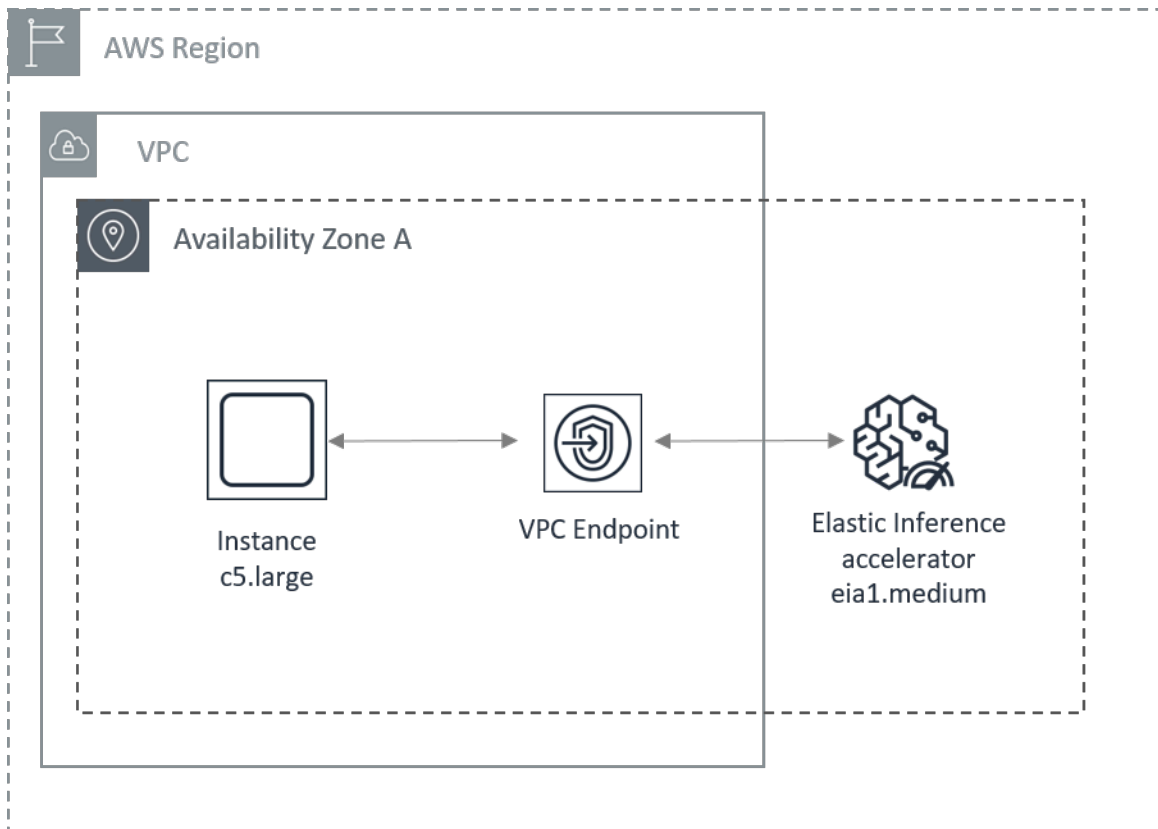 AWS Region
VPC
Availability Zone A
Instance
c5.large
VPC Endpoint
Elastic Inference
accelerator
eia1.medium